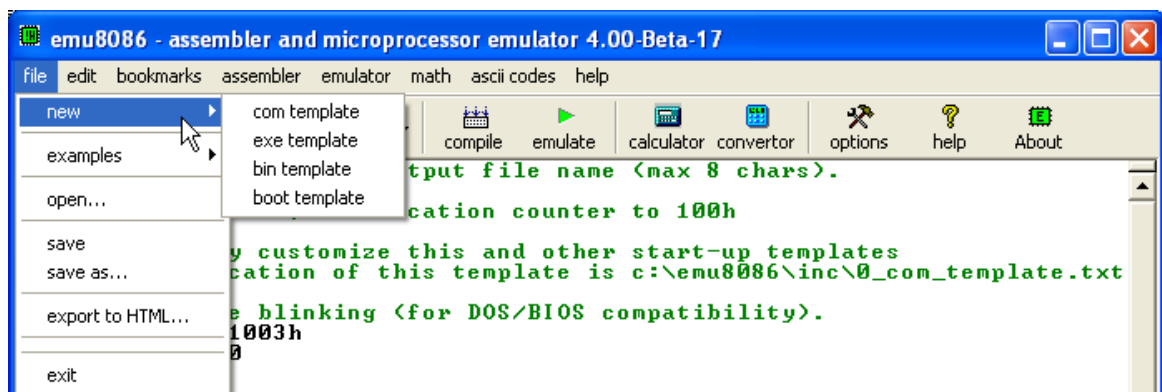 emu8086 - assembler and microprocessor emulator 4.00-Beta-17
file edit bookmarks assembler emulator math ascii codes help
new
examples
open...
save
save as...
export to HTML...
exit
com template
exe template
bin template
boot template
compile emulate calculator convertor options help About
tput file name (max 8 chars).
cation counter to 100h
y customize this and other start-up templates
cation of this template is c:\emu8086\inc\0_com_template.txt
e blinking (for DOS/BIOS compatibility).
1003h
0